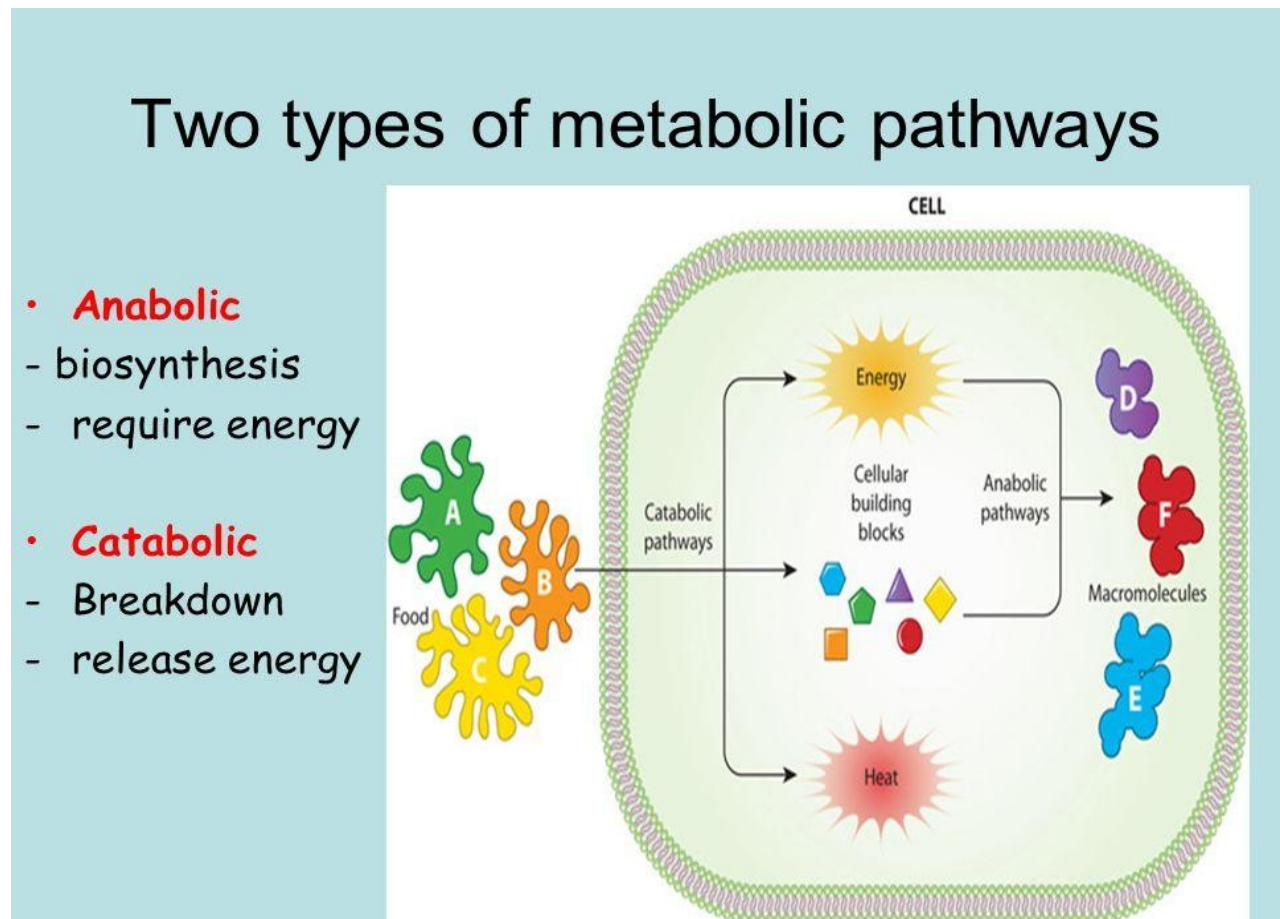 Two types of metabolic pathways
• Anabolic
- biosynthesis
- require energy
• Catabolic
- Breakdown
- release energy
CELL
A
B
C
Food
Catabolic
pathways
Energy
Cellular
building
blocks
Heat
Anabolic
pathways
D
F
Macromolecules
E